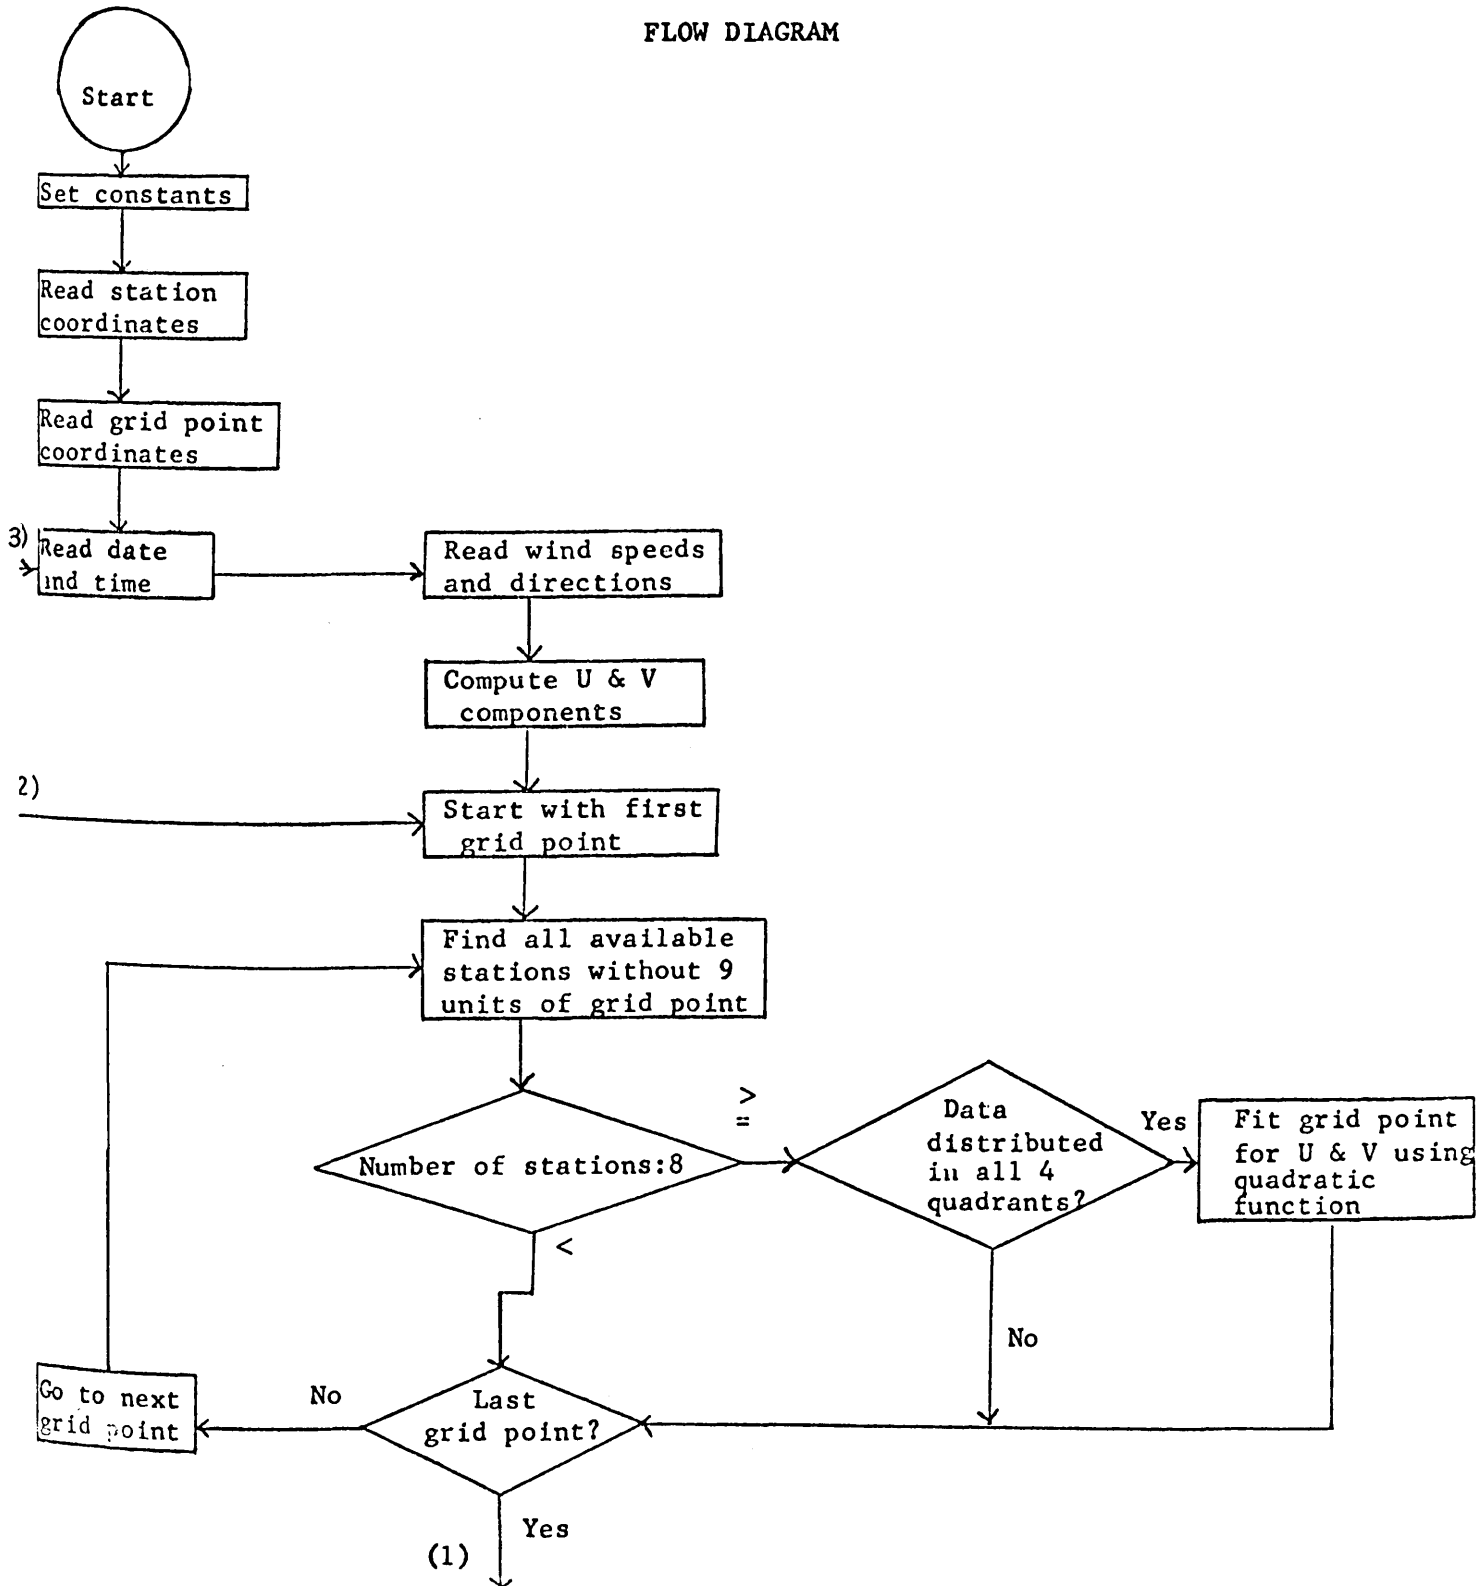 FLOW DIAGRAM
Start
Set constants
Read station
coordinates
Read grid point
coordinates
3)
Read date
and time
Read wind speeds
and directions
Compute U & V
components
2)
Start with first
grid point
Find all available
stations without 9
units of grid point
Number of stations:8
>
=
<
Data
distributed
in all 4
quadrants?
Yes
No
Fit grid point
for U & V using
quadratic
function
Last
grid point?
No
Go to next
grid point
Yes
(1)